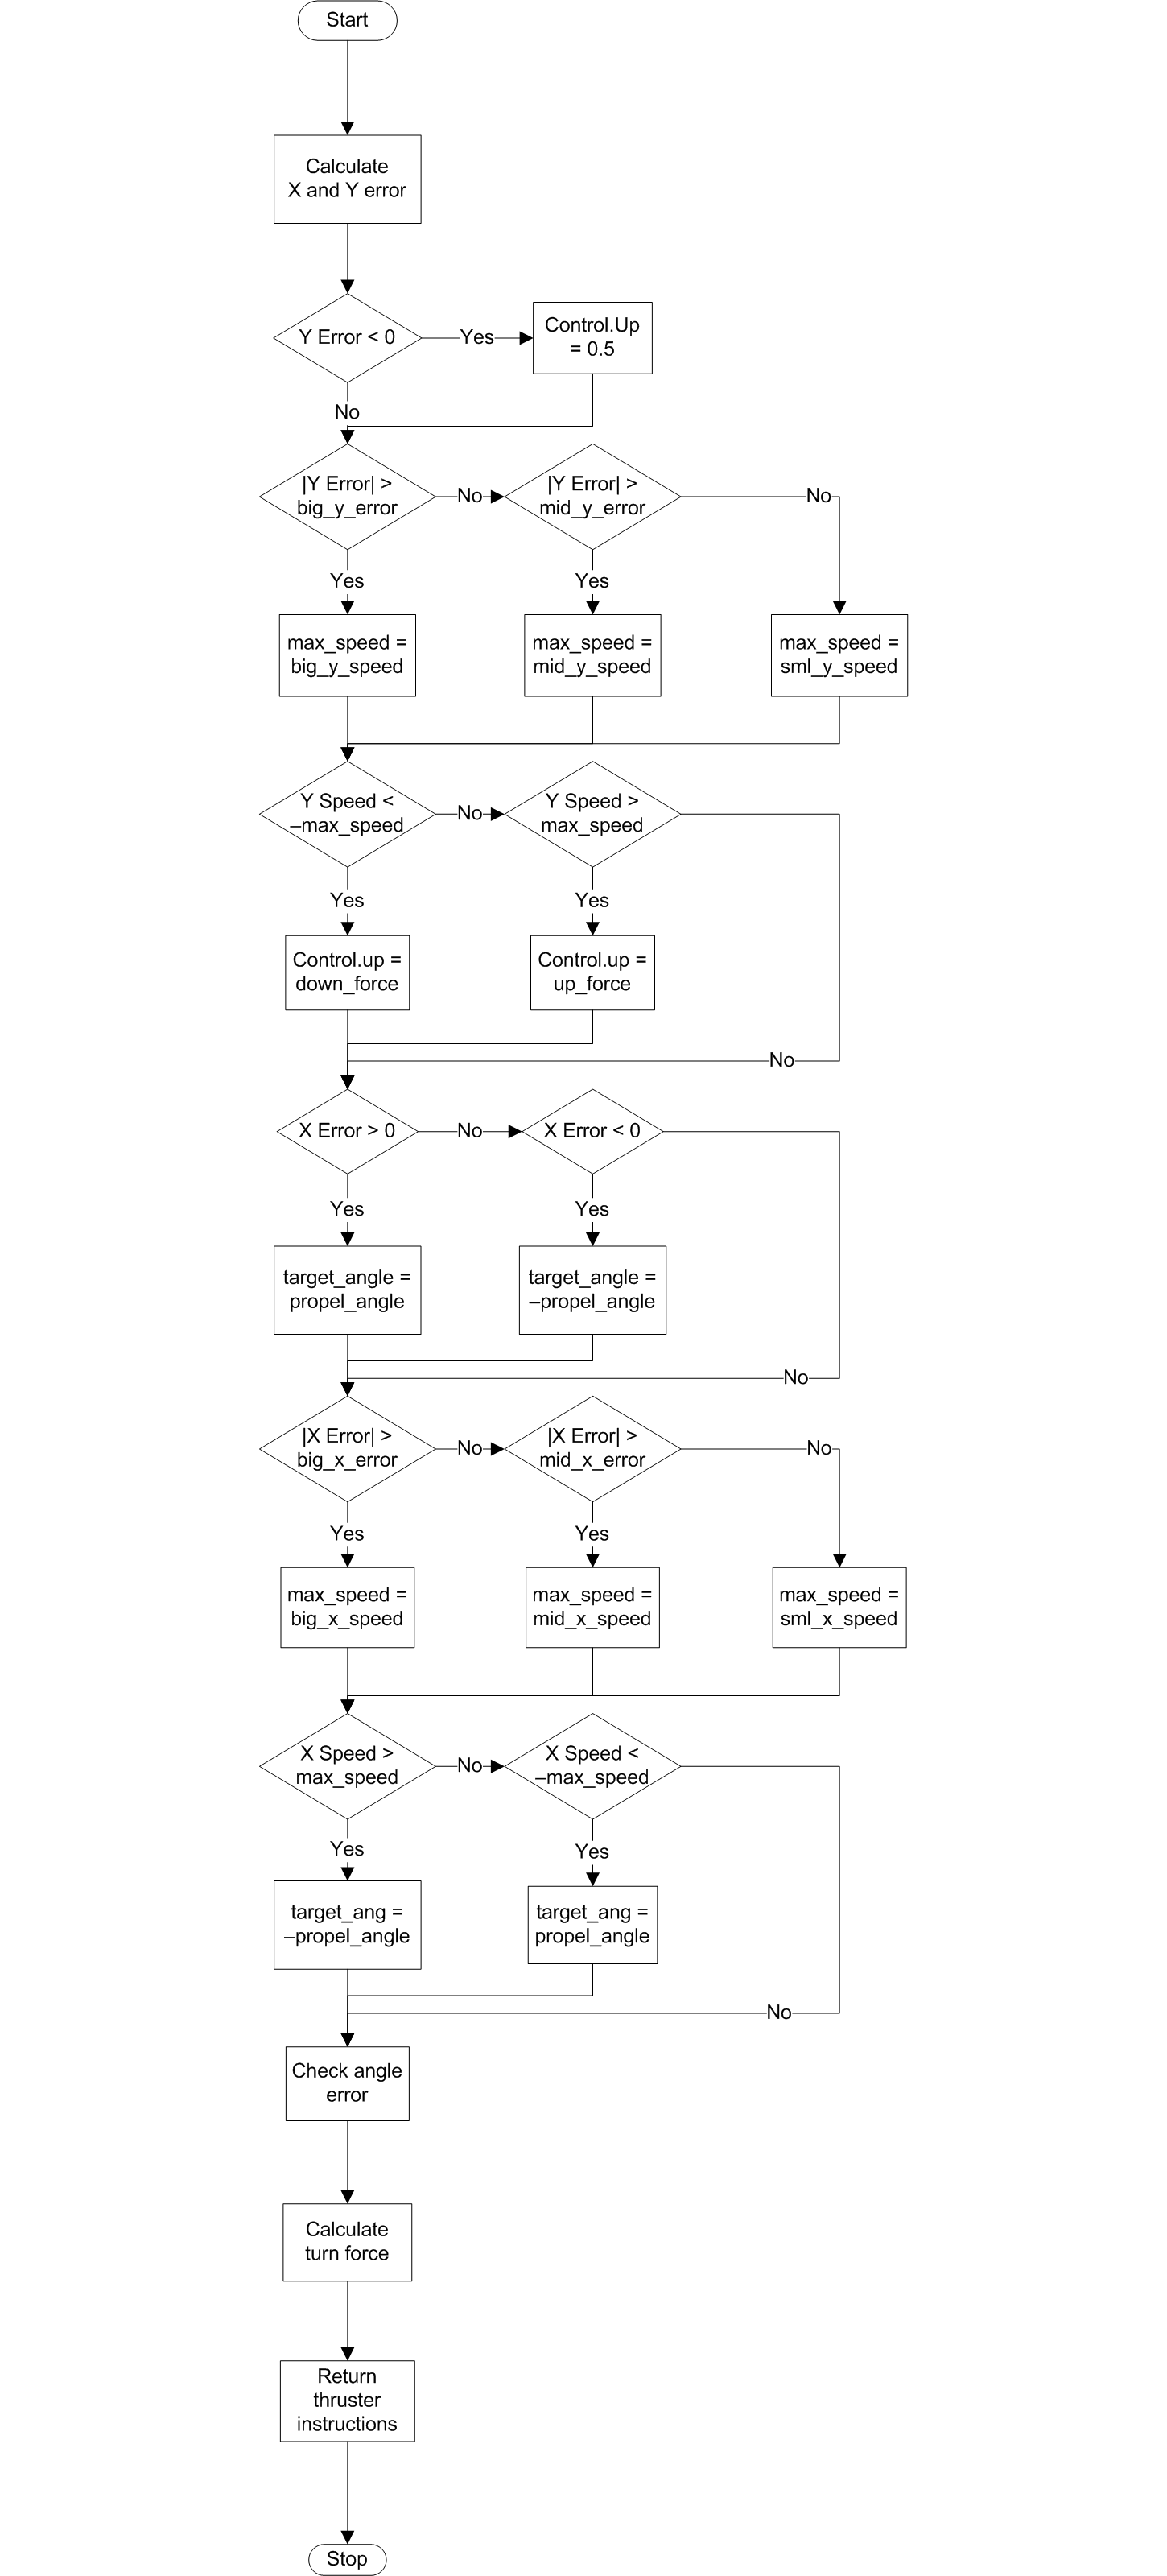 Start
Calculate
X and Y error
Y Error < 0
Yes
Control.Up
= 0.5
No
|Y Error| >
big_y_error
No
|Y Error| >
mid_y_error
No
Yes
Yes
max_speed =
big_y_speed
max_speed =
mid_y_speed
max_speed =
sml_y_speed
Y Speed <
–max_speed
No
Y Speed >
max_speed
Yes
Yes
Control.up =
down_force
Control.up =
up_force
No
X Error > 0
No
X Error < 0
Yes
Yes
target_angle =
propel_angle
target_angle =
–propel_angle
No
|X Error| >
big_x_error
No
|X Error| >
mid_x_error
No
Yes
Yes
max_speed =
big_x_speed
max_speed =
mid_x_speed
max_speed =
sml_x_speed
X Speed >
max_speed
No
X Speed <
–max_speed
Yes
Yes
target_ang =
–propel_angle
target_ang =
propel_angle
No
Check angle
error
Calculate
turn force
Return
thruster
instructions
Stop